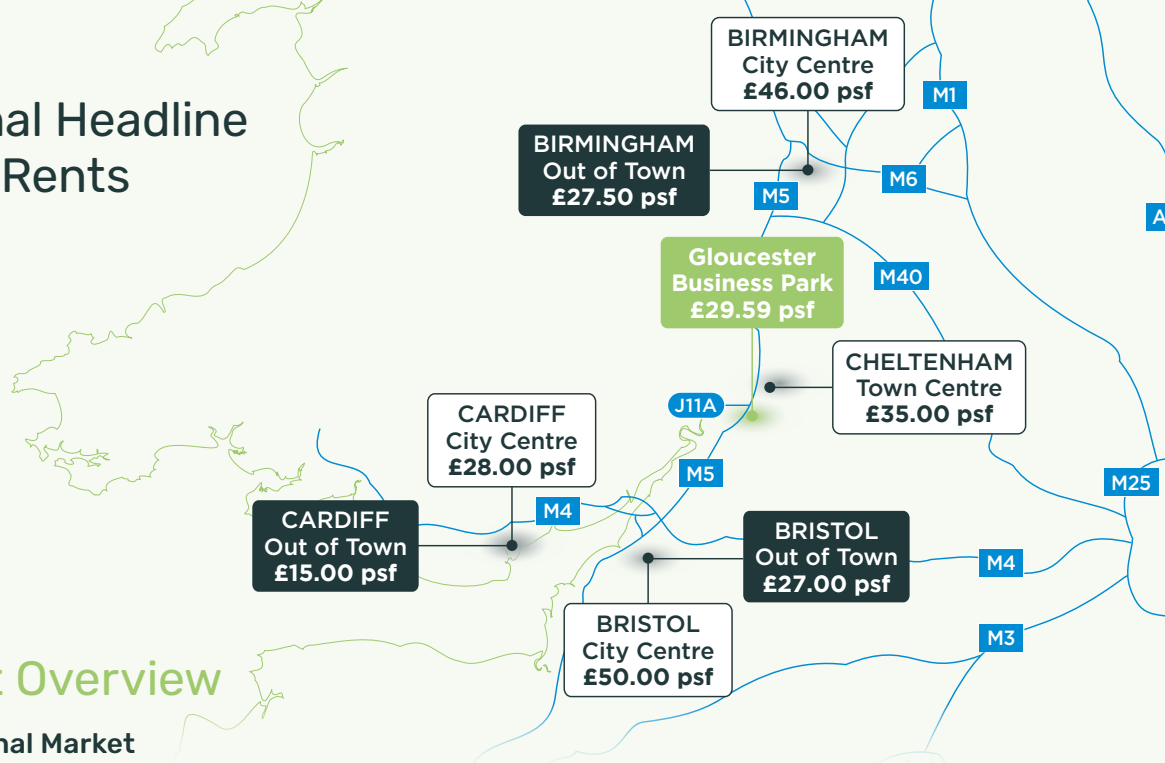 nal Headline
Rents
BIRMINGHAM
City Centre
£46.00 psf
M1
BIRMINGHAM
Out of Town
£27.50 psf
M6
M5
A
Gloucester
Business Park
£29.59 psf
M40
CHELTENHAM
Town Centre
£35.00 psf
J11A
CARDIFF
City Centre
£28.00 psf
M5
M25
M4
CARDIFF
Out of Town
£15.00 psf
BRISTOL
Out of Town
£27.00 psf
M4
BRISTOL
City Centre
£50.00 psf
M3
t Overview
nal Market